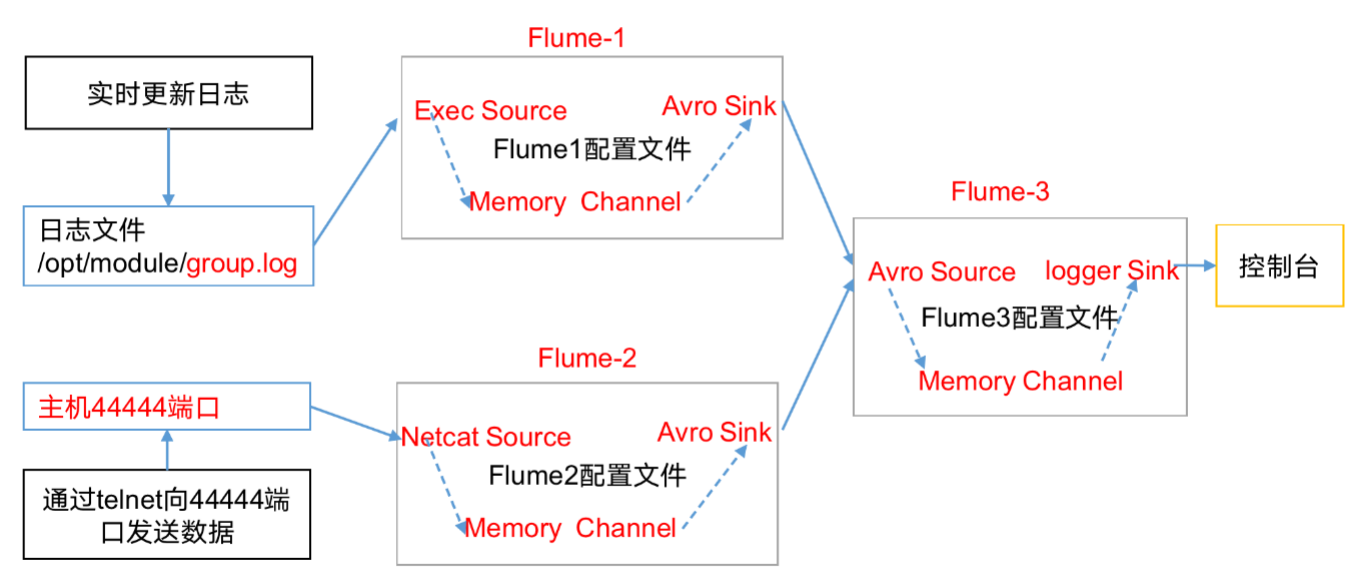 Flume-1
实时更新日志
Exec Source
Avro Sink
Flume1配置文件
Memory Channel
日志文件
/opt/module/group.log
Flume-3
Avro Source
logger Sink
Flume3配置文件
Memory Channel
控制台
Flume-2
主机44444端口
Netcat Source
Avro Sink
Flume2配置文件
Memory Channel
通过telnet向44444端
口发送数据